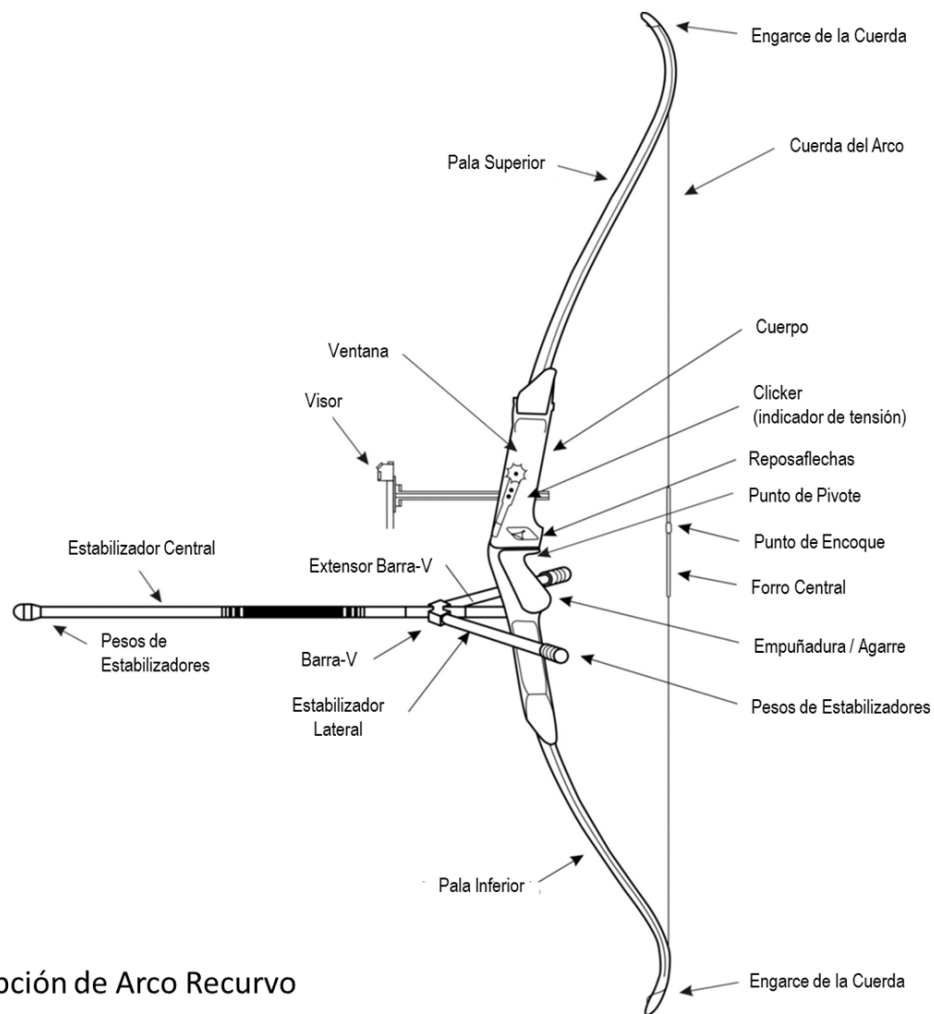 Engarce de la Cuerda
Cuerda del Arco
Pala Superior
Cuerpo
Ventana
Clicker
(indicador de tensión)
Visor
Reposaflechas
Punto de Pivote
Punto de Encoque
Estabilizador Central
Extensor Barra-V
Forro Central
Pesos de
Estabilizadores
Barra-V
Empuñadura / Agarre
Estabilizador
Lateral
Pesos de Estabilizadores
Pala Inferior
Engarce de la Cuerda
de Arco Recurvo